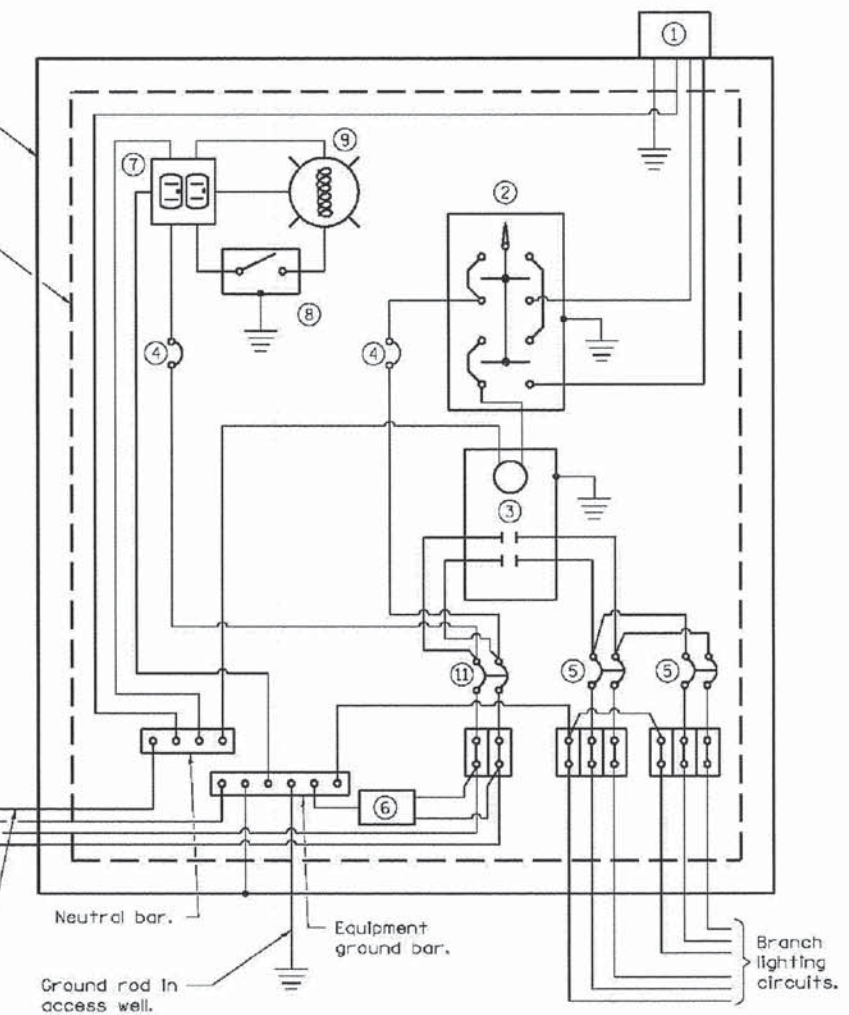 ①
⑨
⑦
②
⑧
④
④
③
⑪
⑤
⑤
⑥
Neutral bar.
Equipment
ground bar.
Ground rod in
access well.
Branch
lighting
circuits.